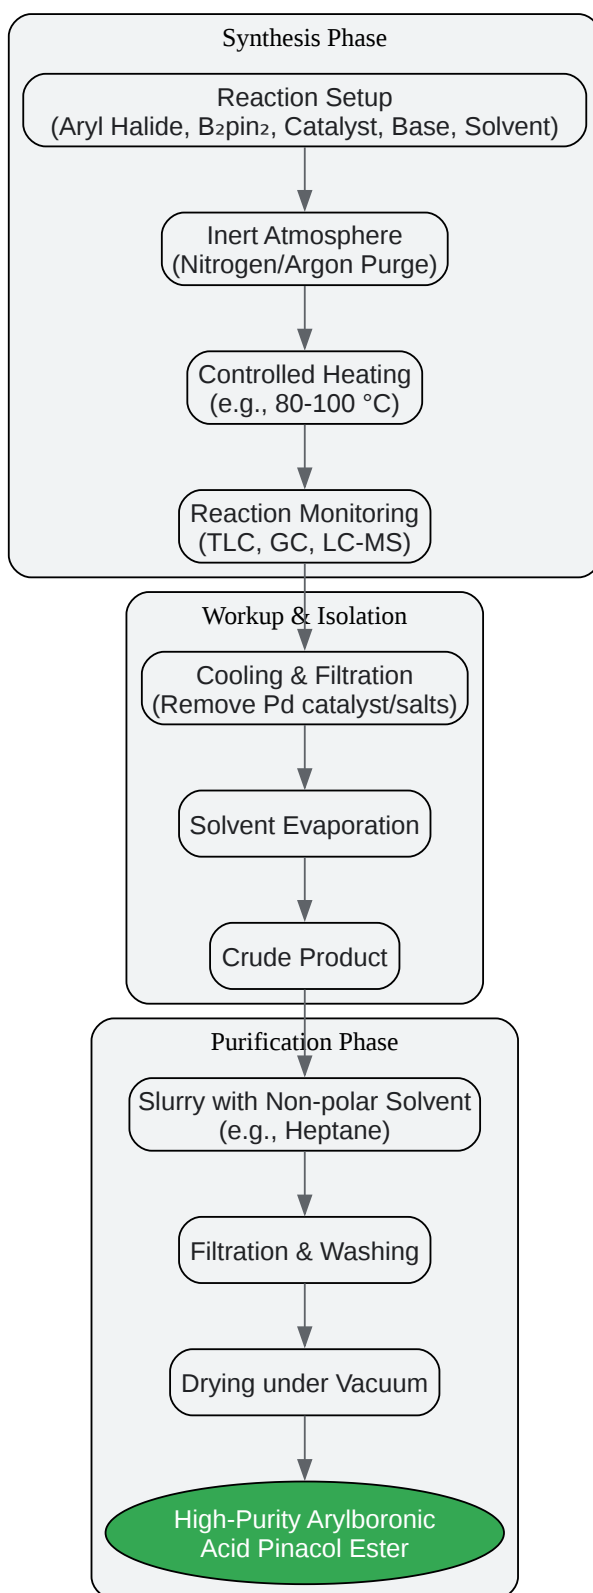 Synthesis Phase
Reaction Setup
(Aryl Halide, B₂pin₂, Catalyst, Base, Solvent)
Inert Atmosphere
(Nitrogen/Argon Purge)
Controlled Heating
(e.g., 80-100 °C)
Reaction Monitoring
(TLC, GC, LC-MS)
Workup & Isolation
Cooling & Filtration
(Remove Pd catalyst/salts)
Solvent Evaporation
Crude Product
Purification Phase
Slurry with Non-polar Solvent
(e.g., Heptane)
Filtration & Washing
Drying under Vacuum
High-Purity Arylboronic
Acid Pinacol Ester